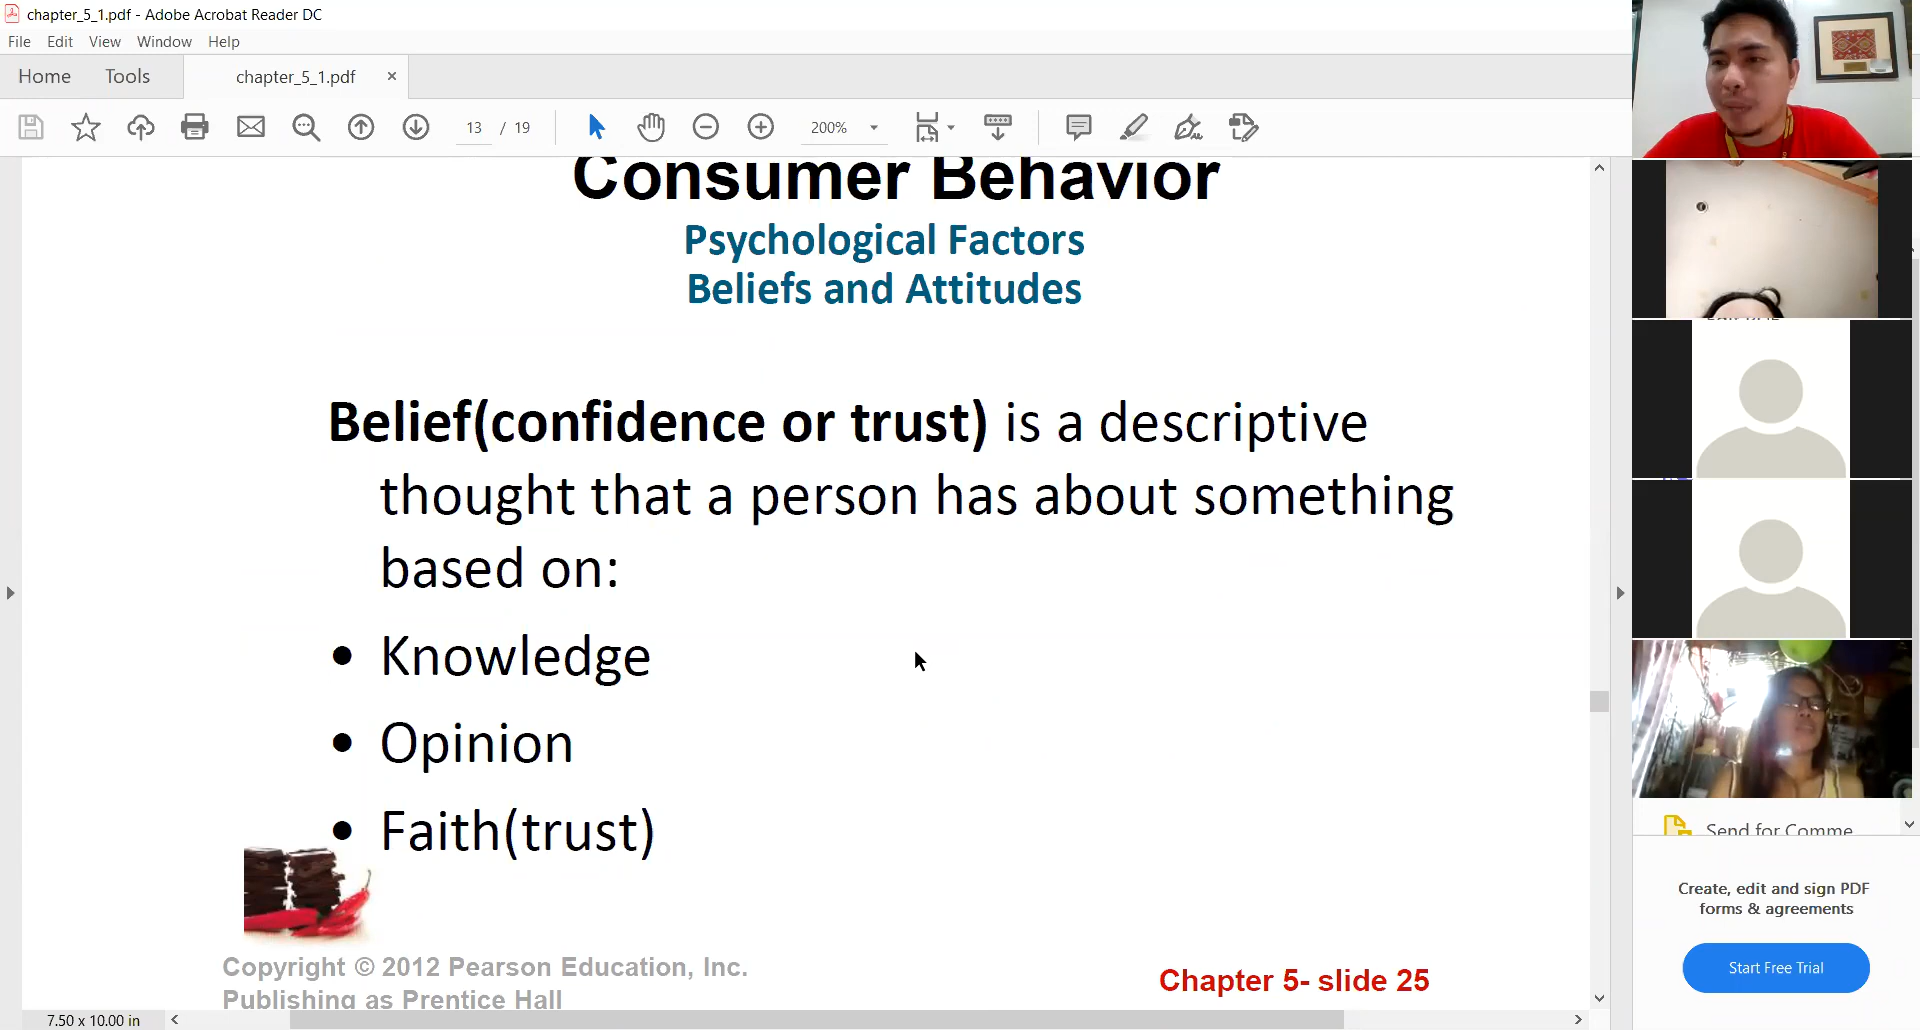 chapter_5_1.pdf - Adobe Acrobat Reader DC
File Edit View Window Help
Home Tools chapter_5_1.pdf ×
13 / 19 200%
Consumer Behavior
Psychological Factors
Beliefs and Attitudes
Belief(confidence or trust) is a descriptive
thought that a person has about something
based on:
• Knowledge
• Opinion
• Faith(trust)
Copyright © 2012 Pearson Education, Inc.
Publishing as Prentice Hall
Chapter 5- slide 25
7.50 x 10.00 in
Send for Comme
Create, edit and sign PDF
forms & agreements
Start Free Trial